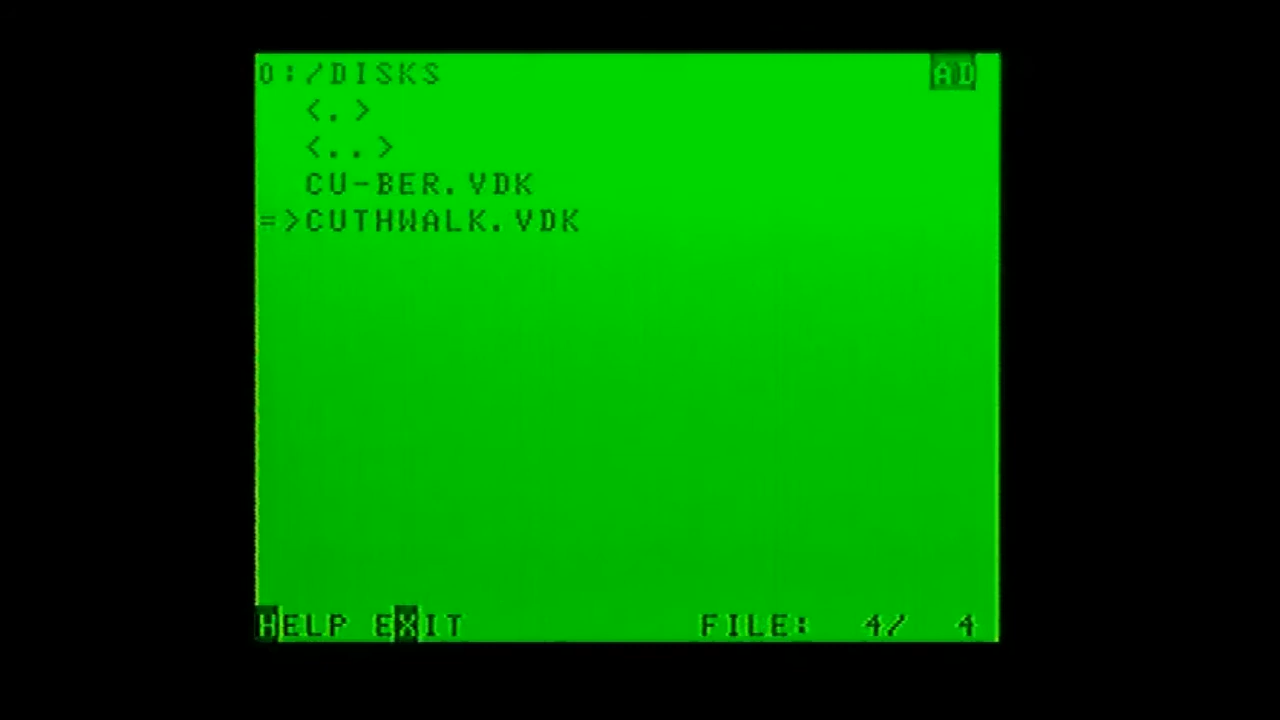 0:/DISKS AD
<.>
<..>
CU-BER.VDK
=>CUTHWALK.VDK
HELP EXIT FILE: 4/ 4